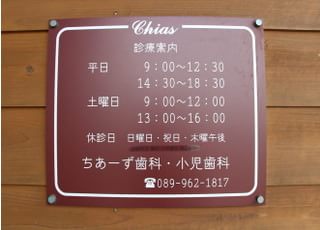 Chias
診療案内
平日 9:00〜12:30
14:30〜18:30
土曜日 9:00〜12:00
13:00〜16:00
休診日 日曜日・祝日・木曜午後
ちあーず歯科・小児歯科
☎089-962-1817